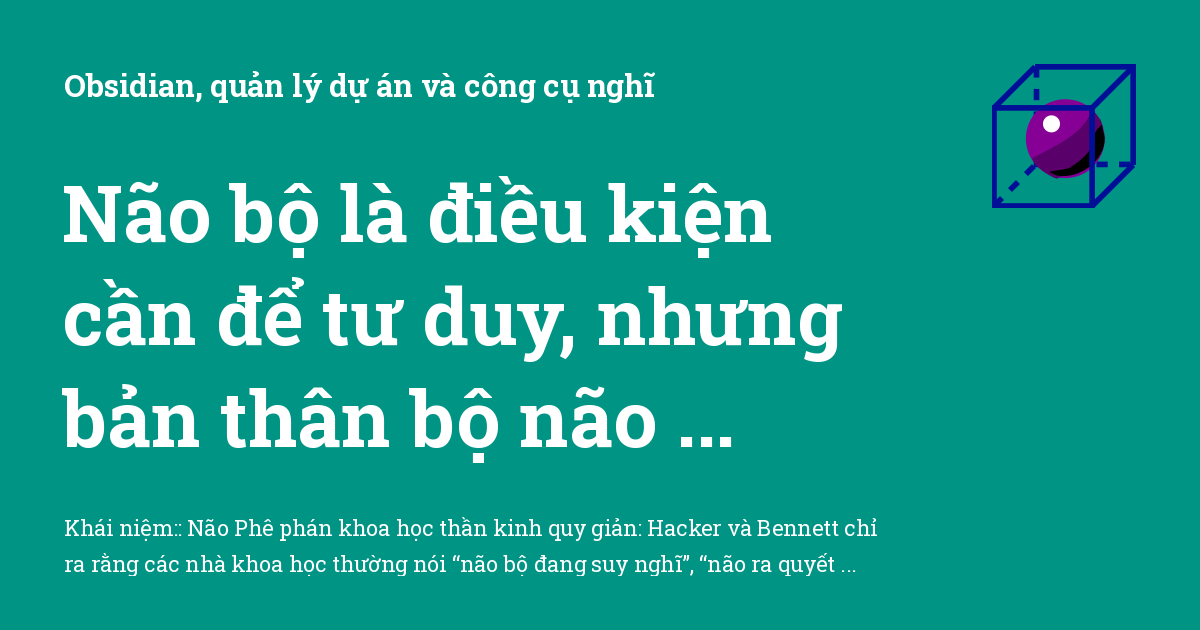 Obsidian, quản lý dự án và công cụ nghĩ
Não bộ là điều kiện
cần để tư duy, nhưng
bản thân bộ não ...
Khái niệm:: Não Phê phán khoa học thần kinh quy giản: Hacker và Bennett chỉ
ra rằng các nhà khoa học thường nói “não bộ đang suy nghĩ”, “não ra quyết ...